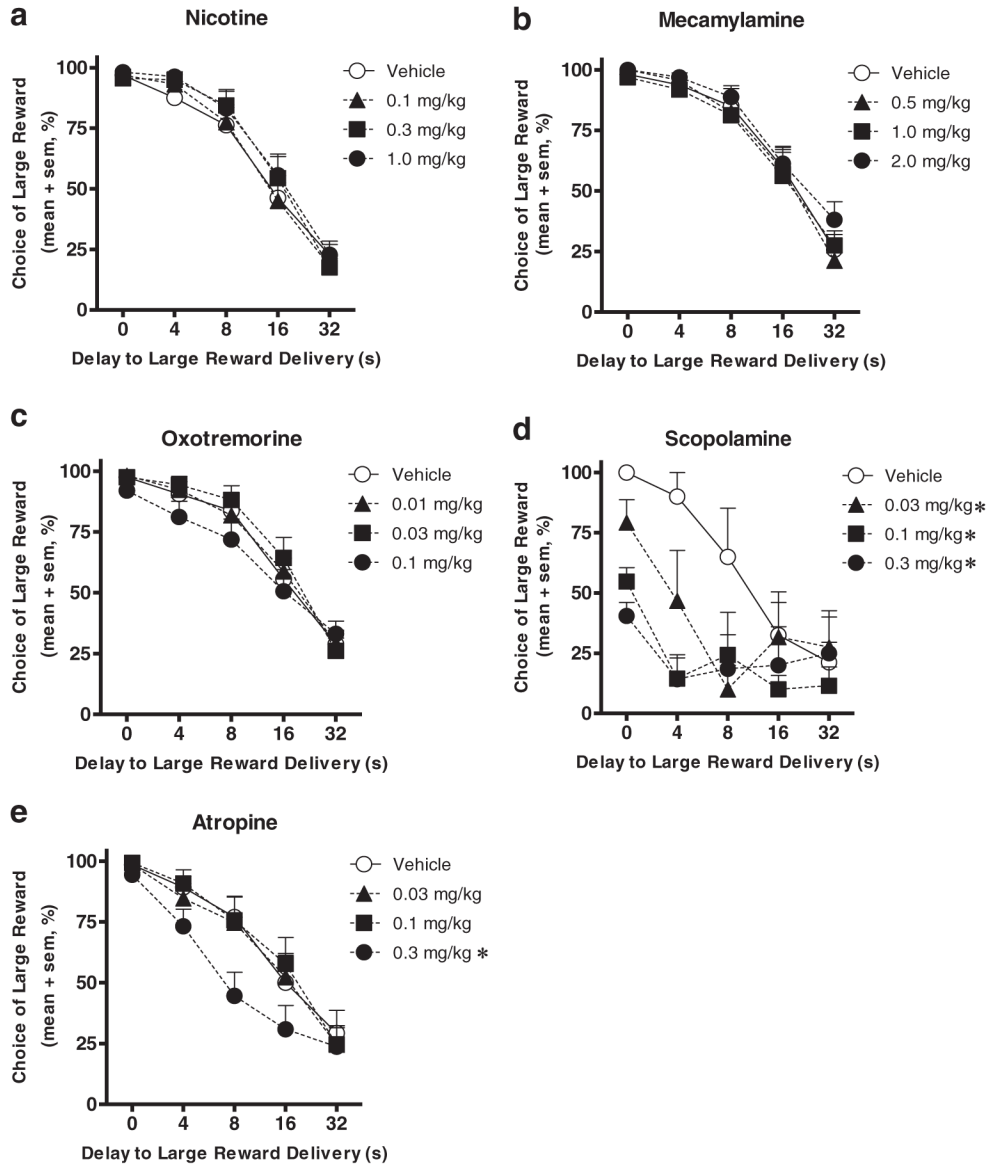 a
Nicotine
Choice of Large Reward
(mean + sem, %)
100
75
50
25
0
0 4 8 16 32
Delay to Large Reward Delivery (s)
Vehicle
0.1 mg/kg
0.3 mg/kg
1.0 mg/kg
b
Mecamylamine
Choice of Large Reward
(mean + sem, %)
100
75
50
25
0
0 4 8 16 32
Delay to Large Reward Delivery (s)
Vehicle
0.5 mg/kg
1.0 mg/kg
2.0 mg/kg
c
Oxotremorine
Choice of Large Reward
(mean + sem, %)
100
75
50
25
0
0 4 8 16 32
Delay to Large Reward Delivery (s)
Vehicle
0.01 mg/kg
0.03 mg/kg
0.1 mg/kg
d
Scopolamine
Choice of Large Reward
(mean + sem, %)
100
75
50
25
0
0 4 8 16 32
Delay to Large Reward Delivery (s)
Vehicle
0.03 mg/kg*
0.1 mg/kg*
0.3 mg/kg*
e
Atropine
Choice of Large Reward
(mean + sem, %)
100
75
50
25
0
0 4 8 16 32
Delay to Large Reward Delivery (s)
Vehicle
0.03 mg/kg
0.1 mg/kg
0.3 mg/kg *